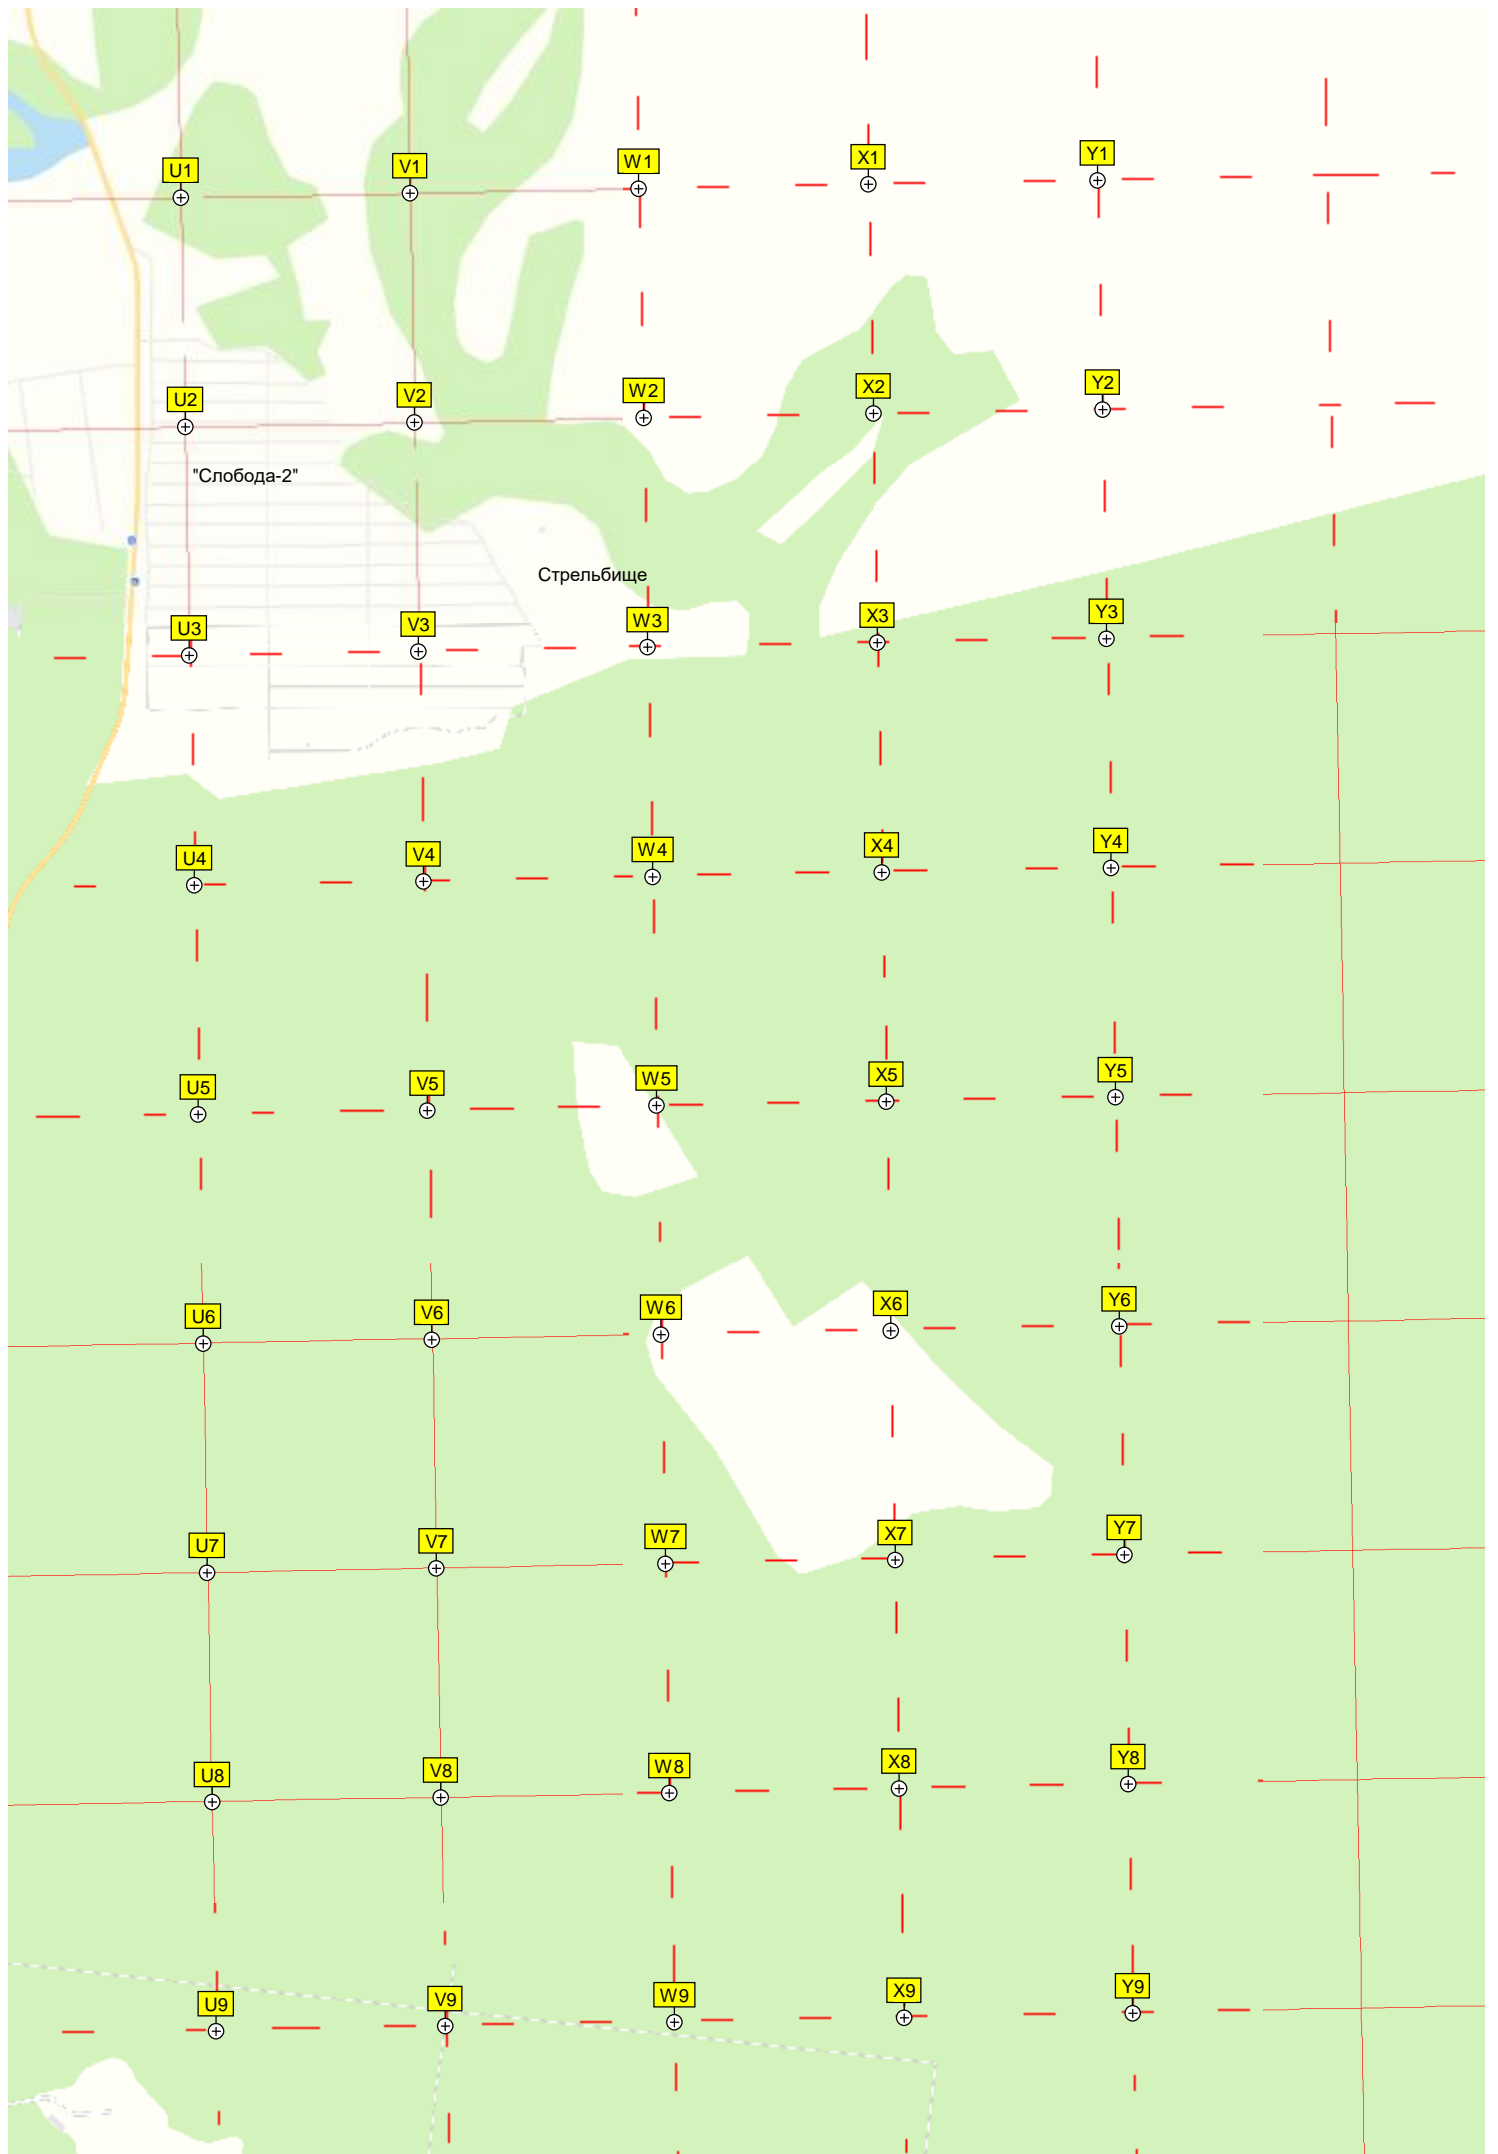 U1 V1 W1 X1 Y1
U2 V2 W2 X2 Y2
"Слобода-2"
Стрельбище
U3 V3 W3 X3 Y3
U4 V4 W4 X4 Y4
U5 V5 W5 X5 Y5
U6 V6 W6 X6 Y6
U7 V7 W7 X7 Y7
U8 V8 W8 X8 Y8
U9 V9 W9 X9 Y9